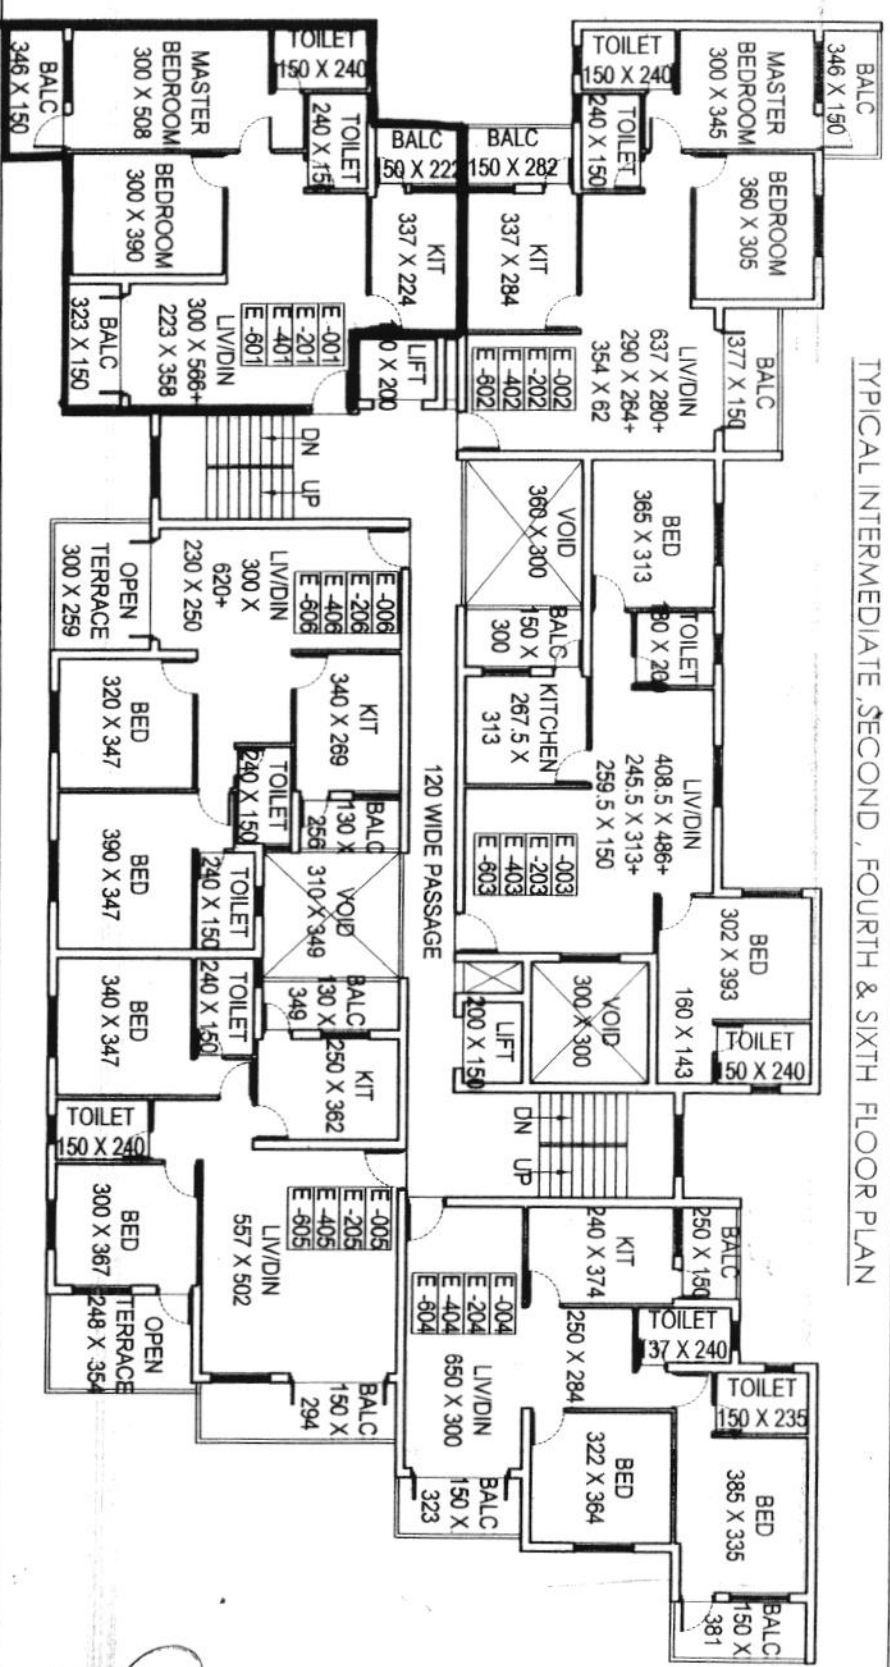 TYPICAL INTERMEDIATE ,SECOND , FOURTH & SIXTH FLOOR PLAN
BALC
346 X 150
MASTER
BEDROOM
300 X 508
TOILET
150 X 240
TOILET
240 X 150
BEDROOM
300 X 390
BALC
50 X 222
KIT
337 X 224
LIV/DIN
300 X 566+
223 X 358
E -001
E -201
E -401
E -601
BALC
323 X 150
LIFT
0 X 200
BALC
346 X 150
MASTER
BEDROOM
300 X 345
TOILET
150 X 240
TOILET
240 X 150
BEDROOM
360 X 305
BALC
150 X 282
KIT
337 X 284
LIV/DIN
637 X 280+
290 X 264+
354 X 62
E -002
E -202
E -402
E -602
BALC
377 X 150
DN
UP
VOID
360 X 300
BED
365 X 313
BALC
150 X
300
TOILET
KITCHEN
267.5 X
313
LIV/DIN
408.5 X 486+
245.5 X 313+
259.5 X 150
E -003
E -203
E -403
E -603
BED
302 X 393
160 X 143
TOILET
50 X 240
VOID
300 X 300
LIFT
200 X 150
DN
UP
120 WIDE PASSAGE
OPEN
TERRACE
300 X 259
LIV/DIN
300 X
620+
230 X 250
E -006
E -206
E -406
E -606
BED
320 X 347
KIT
340 X 269
TOILET
240 X 150
BALC
130 X
256
BED
390 X 347
TOILET
240 X 150
VOID
310 X 349
BED
340 X 347
TOILET
240 X 150
BALC
130 X
349
KIT
250 X 362
TOILET
150 X 240
BED
300 X 367
LIV/DIN
557 X 502
E -005
E -205
E -405
E -605
OPEN
TERRACE
248 X 354
BALC
150 X
294
BALC
250 X 150
KIT
240 X 374
E -004
E -204
E -404
E -604
LIV/DIN
650 X 300
250 X 284
TOILET
37 X 240
TOILET
150 X 235
BED
322 X 364
BED
385 X 335
BALC
150 X
323
BALC
150 X
381